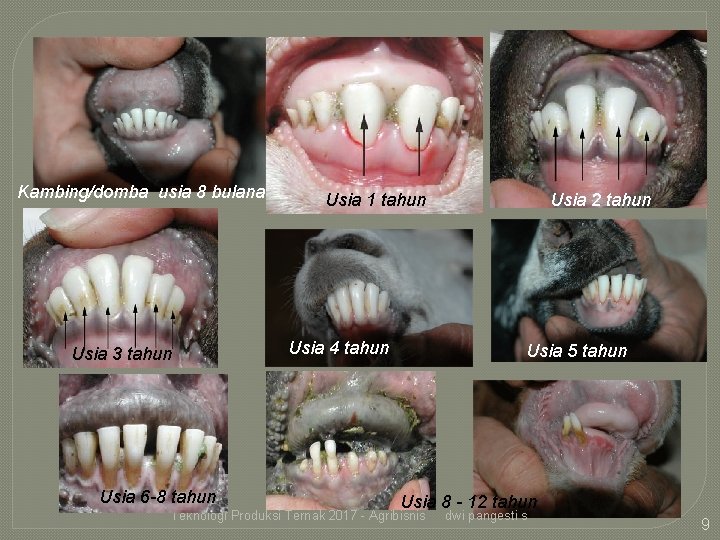 Kambing/domba usia 8 bulana
Usia 1 tahun
Usia 2 tahun
Usia 3 tahun
Usia 4 tahun
Usia 5 tahun
Usia 6-8 tahun
Usia 8 - 12 tahun
Teknologi Produksi Ternak 2017 - Agribisnis dwi pangesti s
9